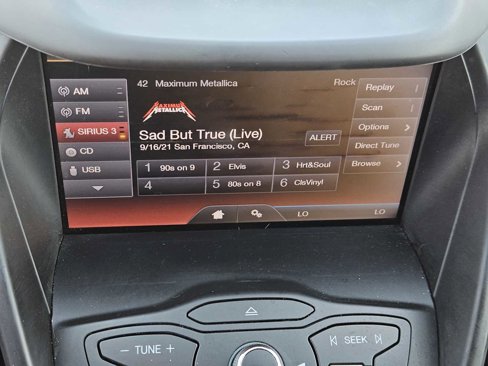 42 Maximum Metallica Rock
AM
FM
SIRIUS 3
CD
USB
MAXIMUM
METALLICA
Sad But True (Live)
9/16/21 San Francisco, CA
ALERT
1 90s on 9
2 Elvis
3 Hrt&Soul
4
5 80s on 8
6 ClsVinyl
Replay
Scan
Options
Direct Tune
Browse
LO LO
− TUNE +
SEEK